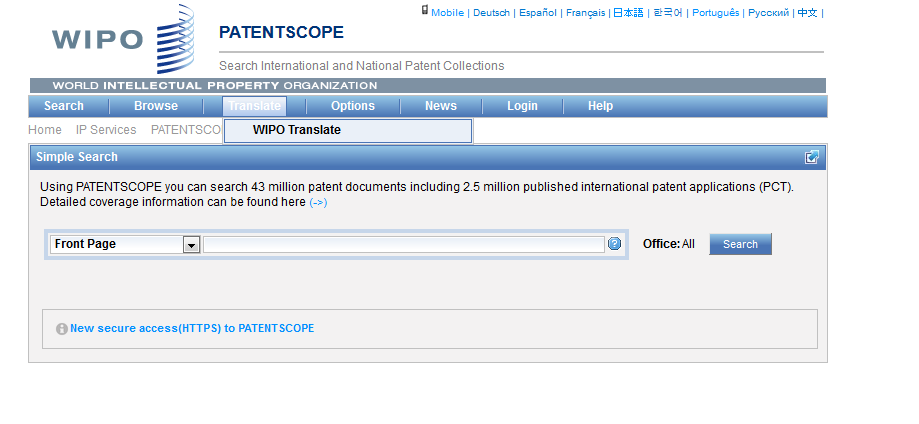 Mobile | Deutsch | Español | Français | 日本語 | 한국어 | Português | Русский | 中文 |
WIPO
PATENTSCOPE
Search International and National Patent Collections
WORLD INTELLECTUAL PROPERTY ORGANIZATION
Search Browse Translate Options News Login Help
Home IP Services PATENTSCO
WIPO Translate
Simple Search
Using PATENTSCOPE you can search 43 million patent documents including 2.5 million published international patent applications (PCT).
Detailed coverage information can be found here (->)
Front Page ? Office: All Search
New secure access(HTTPS) to PATENTSCOPE